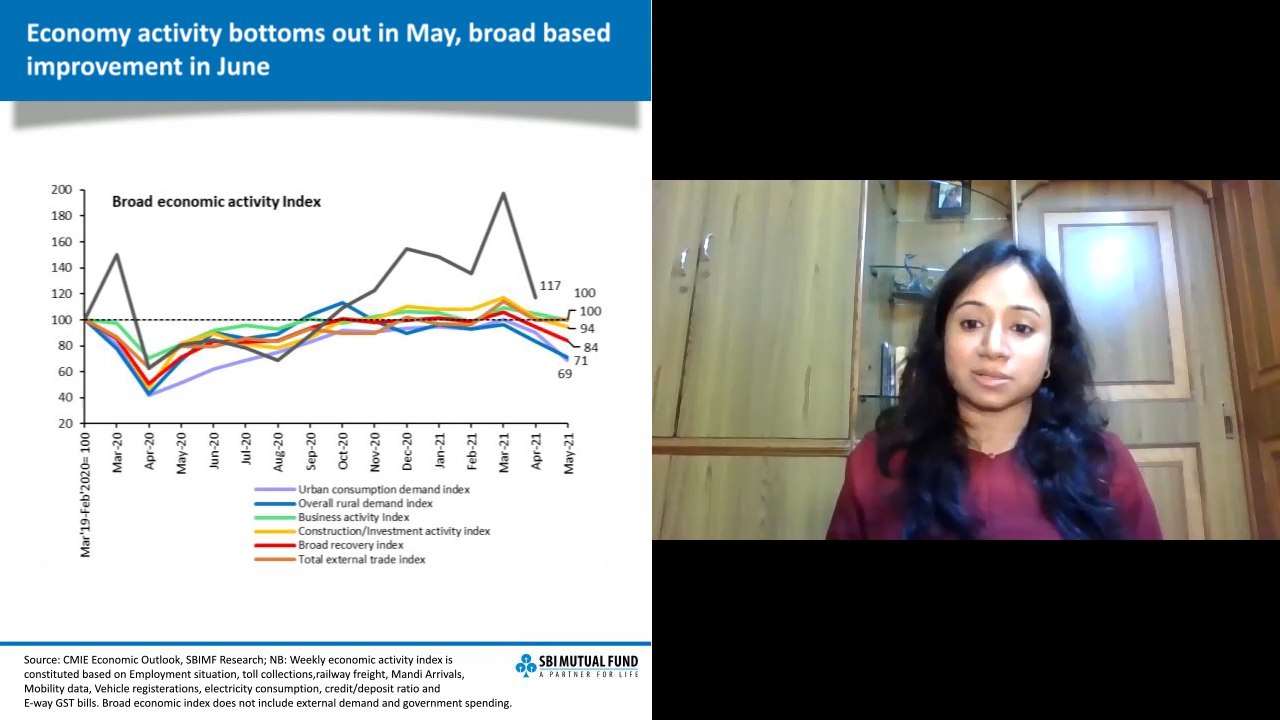 Economy activity bottoms out in May, broad based
improvement in June
Broad economic activity Index
200
180
160
140
120
100
80
60
40
20
117
100
100
94
84
71
69
Mar'19-Feb'2020= 100
Mar-20
Apr-20
May-20
Jun-20
Jul-20
Aug-20
Sep-20
Oct-20
Nov-20
Dec-20
Jan-21
Feb-21
Mar-21
Apr-21
May-21
Urban consumption demand index
Overall rural demand index
Business activity Index
Construction/Investment activity index
Broad recovery index
Total external trade index
Source: CMIE Economic Outlook, SBIMF Research; NB: Weekly economic activity index is
constituted based on Employment situation, toll collections,railway freight, Mandi Arrivals,
Mobility data, Vehicle registerations, electricity consumption, credit/deposit ratio and
E-way GST bills. Broad economic index does not include external demand and government spending.
SBI MUTUAL FUND
A PARTNER FOR LIFE